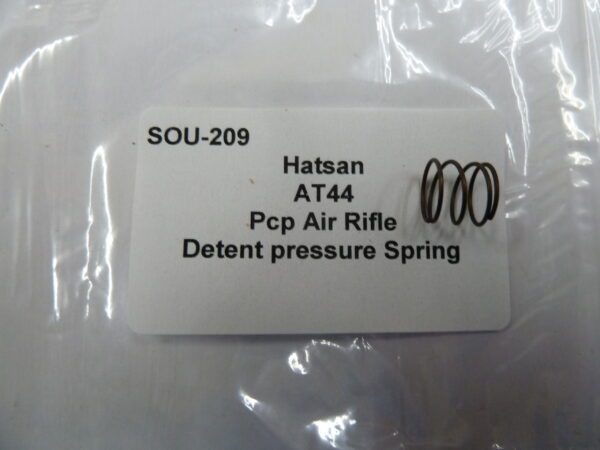 SOU-209
Hatsan
AT44
Pcp Air Rifle
Detent pressure Spring